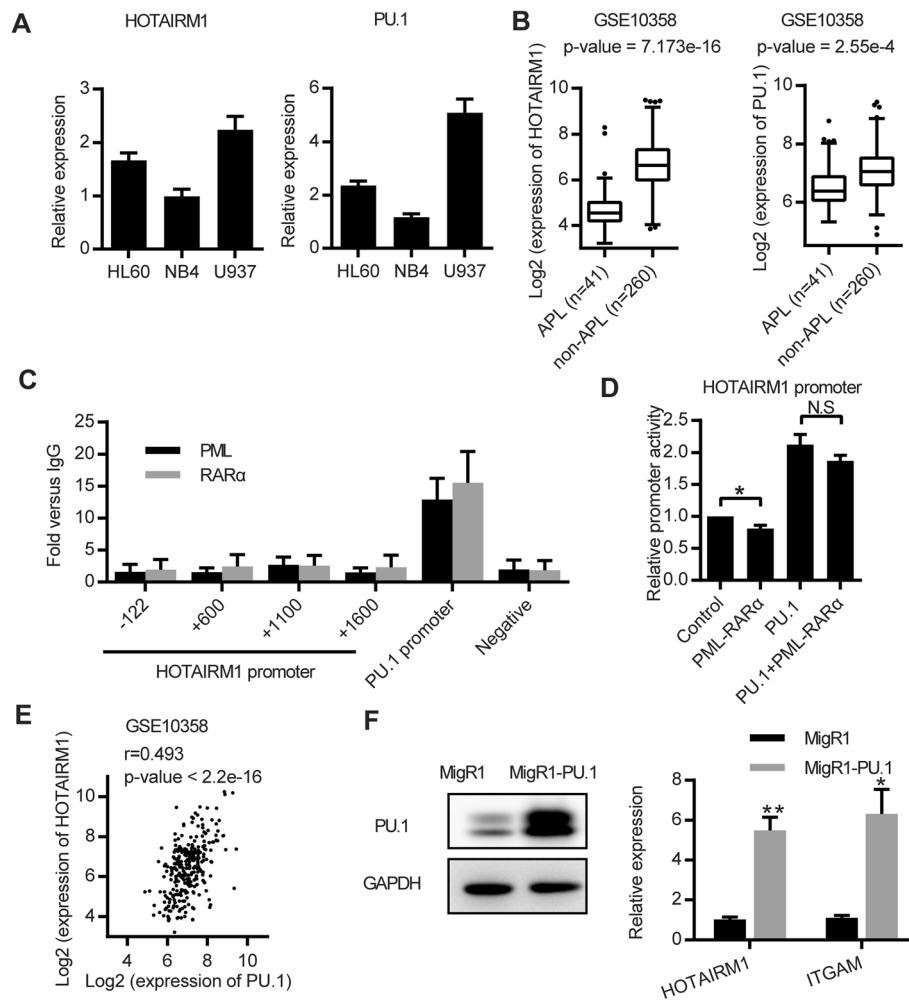 A
HOTAIRM1
PU.1
Relative expression
3
2
1
0
HL60
NB4
U937
Relative expression
6
4
2
0
HL60
NB4
U937
B
GSE10358
p-value = 7.173e-16
Log2 (expression of HOTAIRM1)
10
8
6
4
APL (n=41)
non-APL (n=260)
GSE10358
p-value = 2.55e-4
Log2 (expression of PU.1)
10
8
6
APL (n=41)
non-APL (n=260)
C
Fold versus IgG
25
20
15
10
5
0
PML
RARα
-122
+600
+1100
+1600
PU.1 promoter
Negative
HOTAIRM1 promoter
D
HOTAIRM1 promoter
Relative promoter activity
2.5
2.0
1.5
1.0
0.5
0.0
*
N.S
Control
PML-RARα
PU.1
PU.1+PML-RARα
E
GSE10358
r=0.493
p-value < 2.2e-16
Log2 (expression of HOTAIRM1)
10
8
6
4
4
6
8
10
Log2 (expression of PU.1)
F
MigR1
MigR1-PU.1
PU.1
GAPDH
MigR1
MigR1-PU.1
Relative expression
8
6
4
2
0
**
*
HOTAIRM1
ITGAM